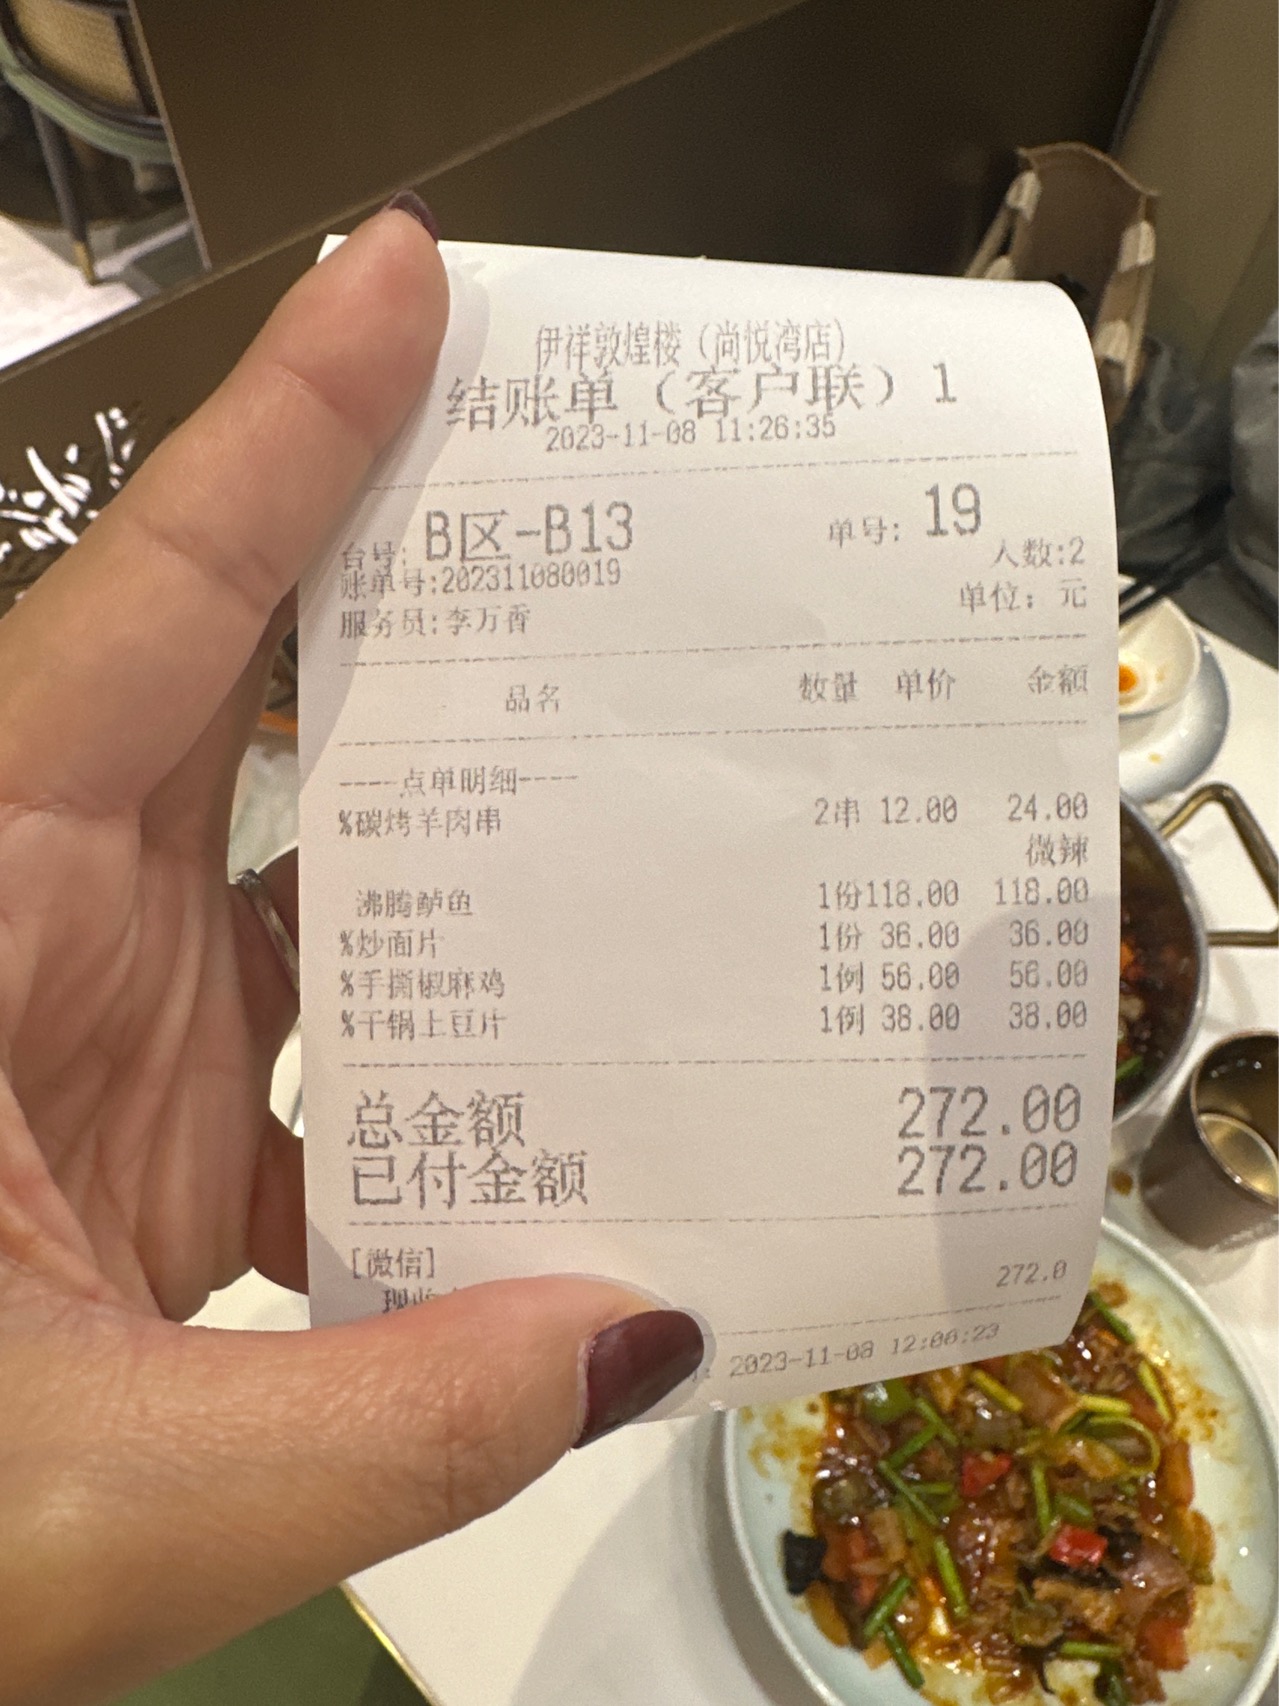 伊祥敦煌楼（尚悦湾店）
结账单（客户联）1
2023-11-08 11:26:35
台号: B区-B13 单号: 19
人数:2
账单号:202311080019
服务员:李万香 单位: 元
品名 数量 单价 金额
----点单明细----
%碳烤羊肉串 2串 12.00 24.00
微辣
沸腾鲈鱼 1份118.00 118.00
%炒面片 1份 36.00 36.00
%手撕椒麻鸡 1例 56.00 56.00
%干锅土豆片 1例 38.00 38.00
总金额 272.00
已付金额 272.00
[微信] 272.0
现收
2023-11-08 12:00:23